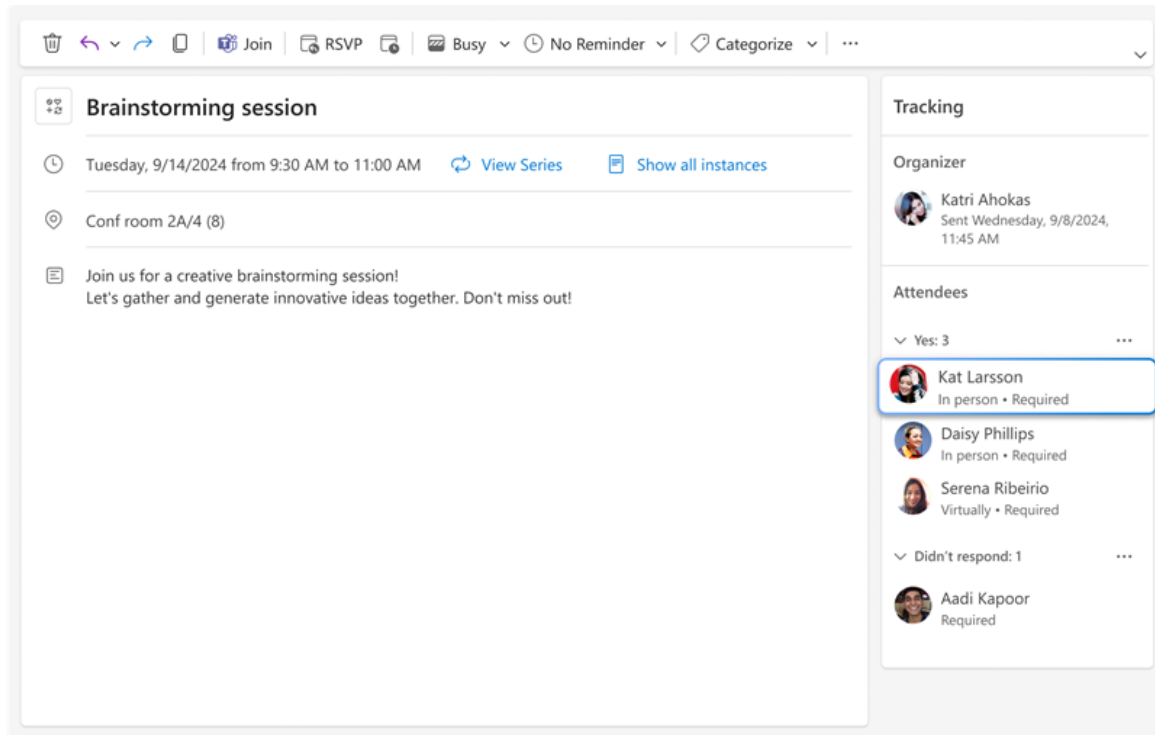 Join RSVP Busy No Reminder Categorize ...
Brainstorming session
Tuesday, 9/14/2024 from 9:30 AM to 11:00 AM View Series Show all instances
Conf room 2A/4 (8)
Join us for a creative brainstorming session!
Let's gather and generate innovative ideas together. Don't miss out!
Tracking
Organizer
Katri Ahokas
Sent Wednesday, 9/8/2024,
11:45 AM
Attendees
Yes: 3 ...
Kat Larsson
In person • Required
Daisy Phillips
In person • Required
Serena Ribeirio
Virtually • Required
Didn't respond: 1 ...
Aadi Kapoor
Required